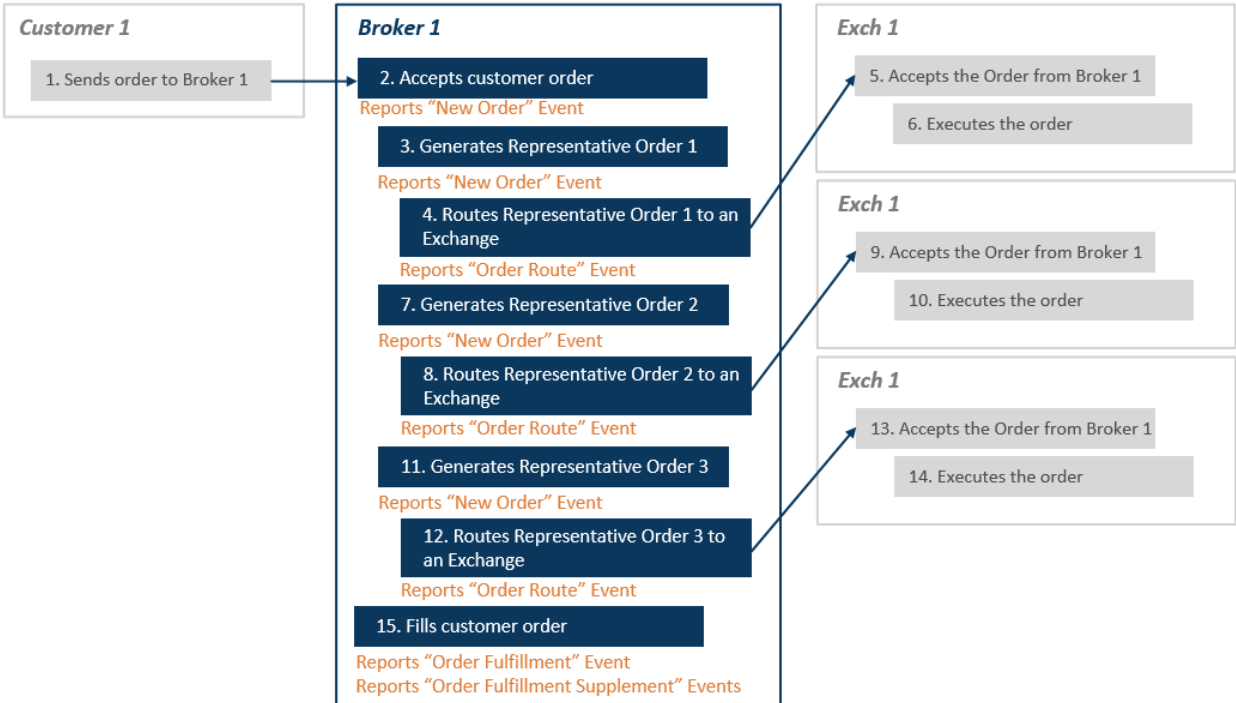 Customer 1
1. Sends order to Broker 1
Broker 1
2. Accepts customer order
Reports “New Order” Event
3. Generates Representative Order 1
Reports “New Order” Event
4. Routes Representative Order 1 to an
Exchange
Reports “Order Route” Event
7. Generates Representative Order 2
Reports “New Order” Event
8. Routes Representative Order 2 to an
Exchange
Reports “Order Route” Event
11. Generates Representative Order 3
Reports “New Order” Event
12. Routes Representative Order 3 to
an Exchange
Reports “Order Route” Event
15. Fills customer order
Reports “Order Fulfillment” Event
Reports “Order Fulfillment Supplement” Events
Exch 1
5. Accepts the Order from Broker 1
6. Executes the order
Exch 1
9. Accepts the Order from Broker 1
10. Executes the order
Exch 1
13. Accepts the Order from Broker 1
14. Executes the order